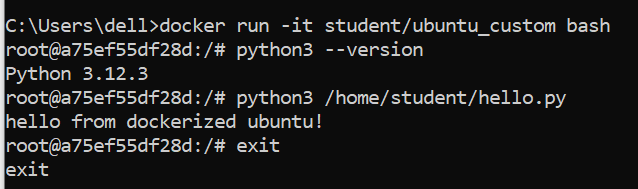 C:\Users\dell>docker run -it student/ubuntu_custom bash
root@a75ef55df28d:/# python3 --version
Python 3.12.3
root@a75ef55df28d:/# python3 /home/student/hello.py
hello from dockerized ubuntu!
root@a75ef55df28d:/# exit
exit